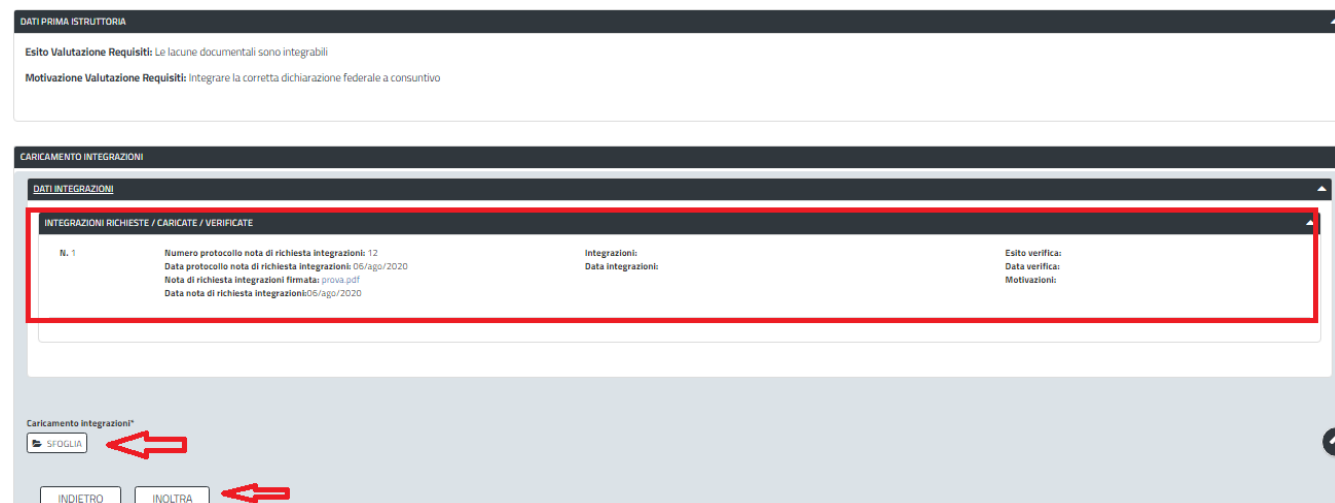 DATI PRIMA ISTRUTTORIA
Esito Valutazione Requisiti: Le lacune documentali sono integrabili
Motivazione Valutazione Requisiti: Integrare la corretta dichiarazione federale a consuntivo
CARICAMENTO INTEGRAZIONI
DATI INTEGRAZIONI
INTEGRAZIONI RICHIESTE / CARICATE / VERIFICATE
N. 1
Numero protocollo nota di richiesta integrazioni: 12
Data protocollo nota di richiesta integrazioni: 06/ago/2020
Nota di richiesta integrazioni firmata: prova.pdf
Data nota di richiesta integrazioni:06/ago/2020
Integrazioni:
Data integrazioni:
Esito verifica:
Data verifica:
Motivazioni:
Caricamento integrazioni*
SFOGLIA
INDIETRO
INOLTRA